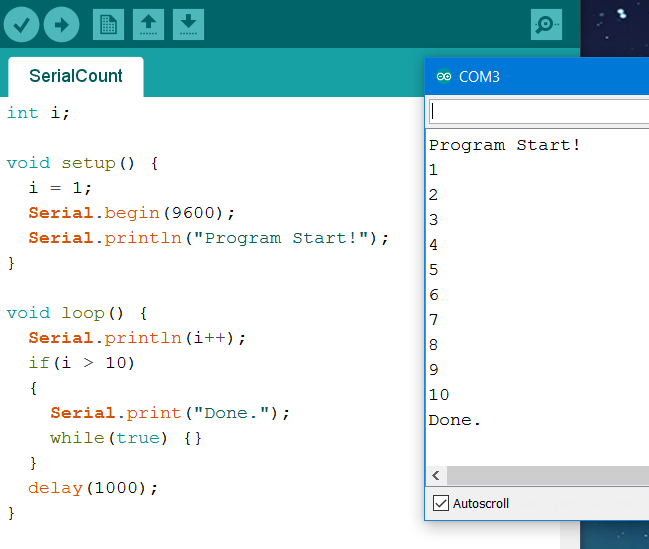 SerialCount
int i;
void setup() {
  i = 1;
  Serial.begin(9600);
  Serial.println("Program Start!");
}
void loop() {
  Serial.println(i++);
  if(i > 10)
  {
    Serial.print("Done.");
    while(true) {}
  }
  delay(1000);
}
COM3
Program Start!
1
2
3
4
5
6
7
8
9
10
Done.
Autoscroll